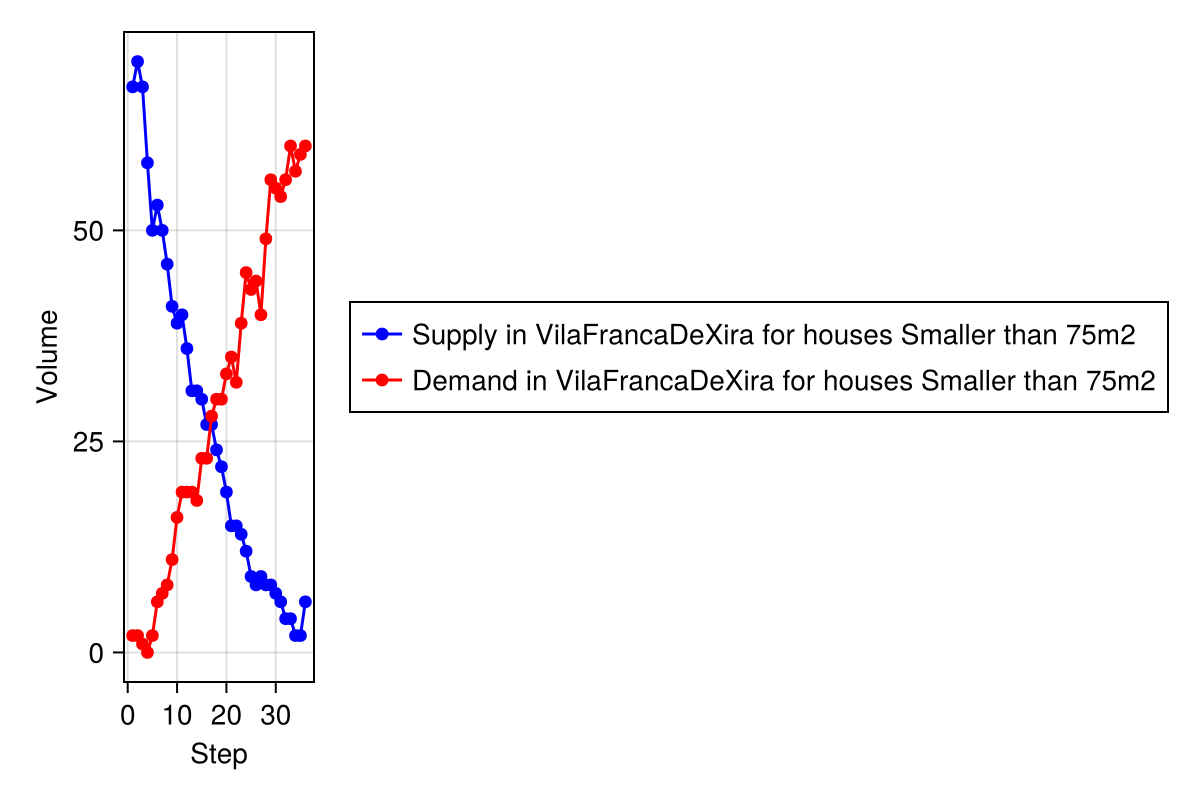 Volume
50
25
0
0 10 20 30
Step
Supply in VilaFrancaDeXira for houses Smaller than 75m2
Demand in VilaFrancaDeXira for houses Smaller than 75m2